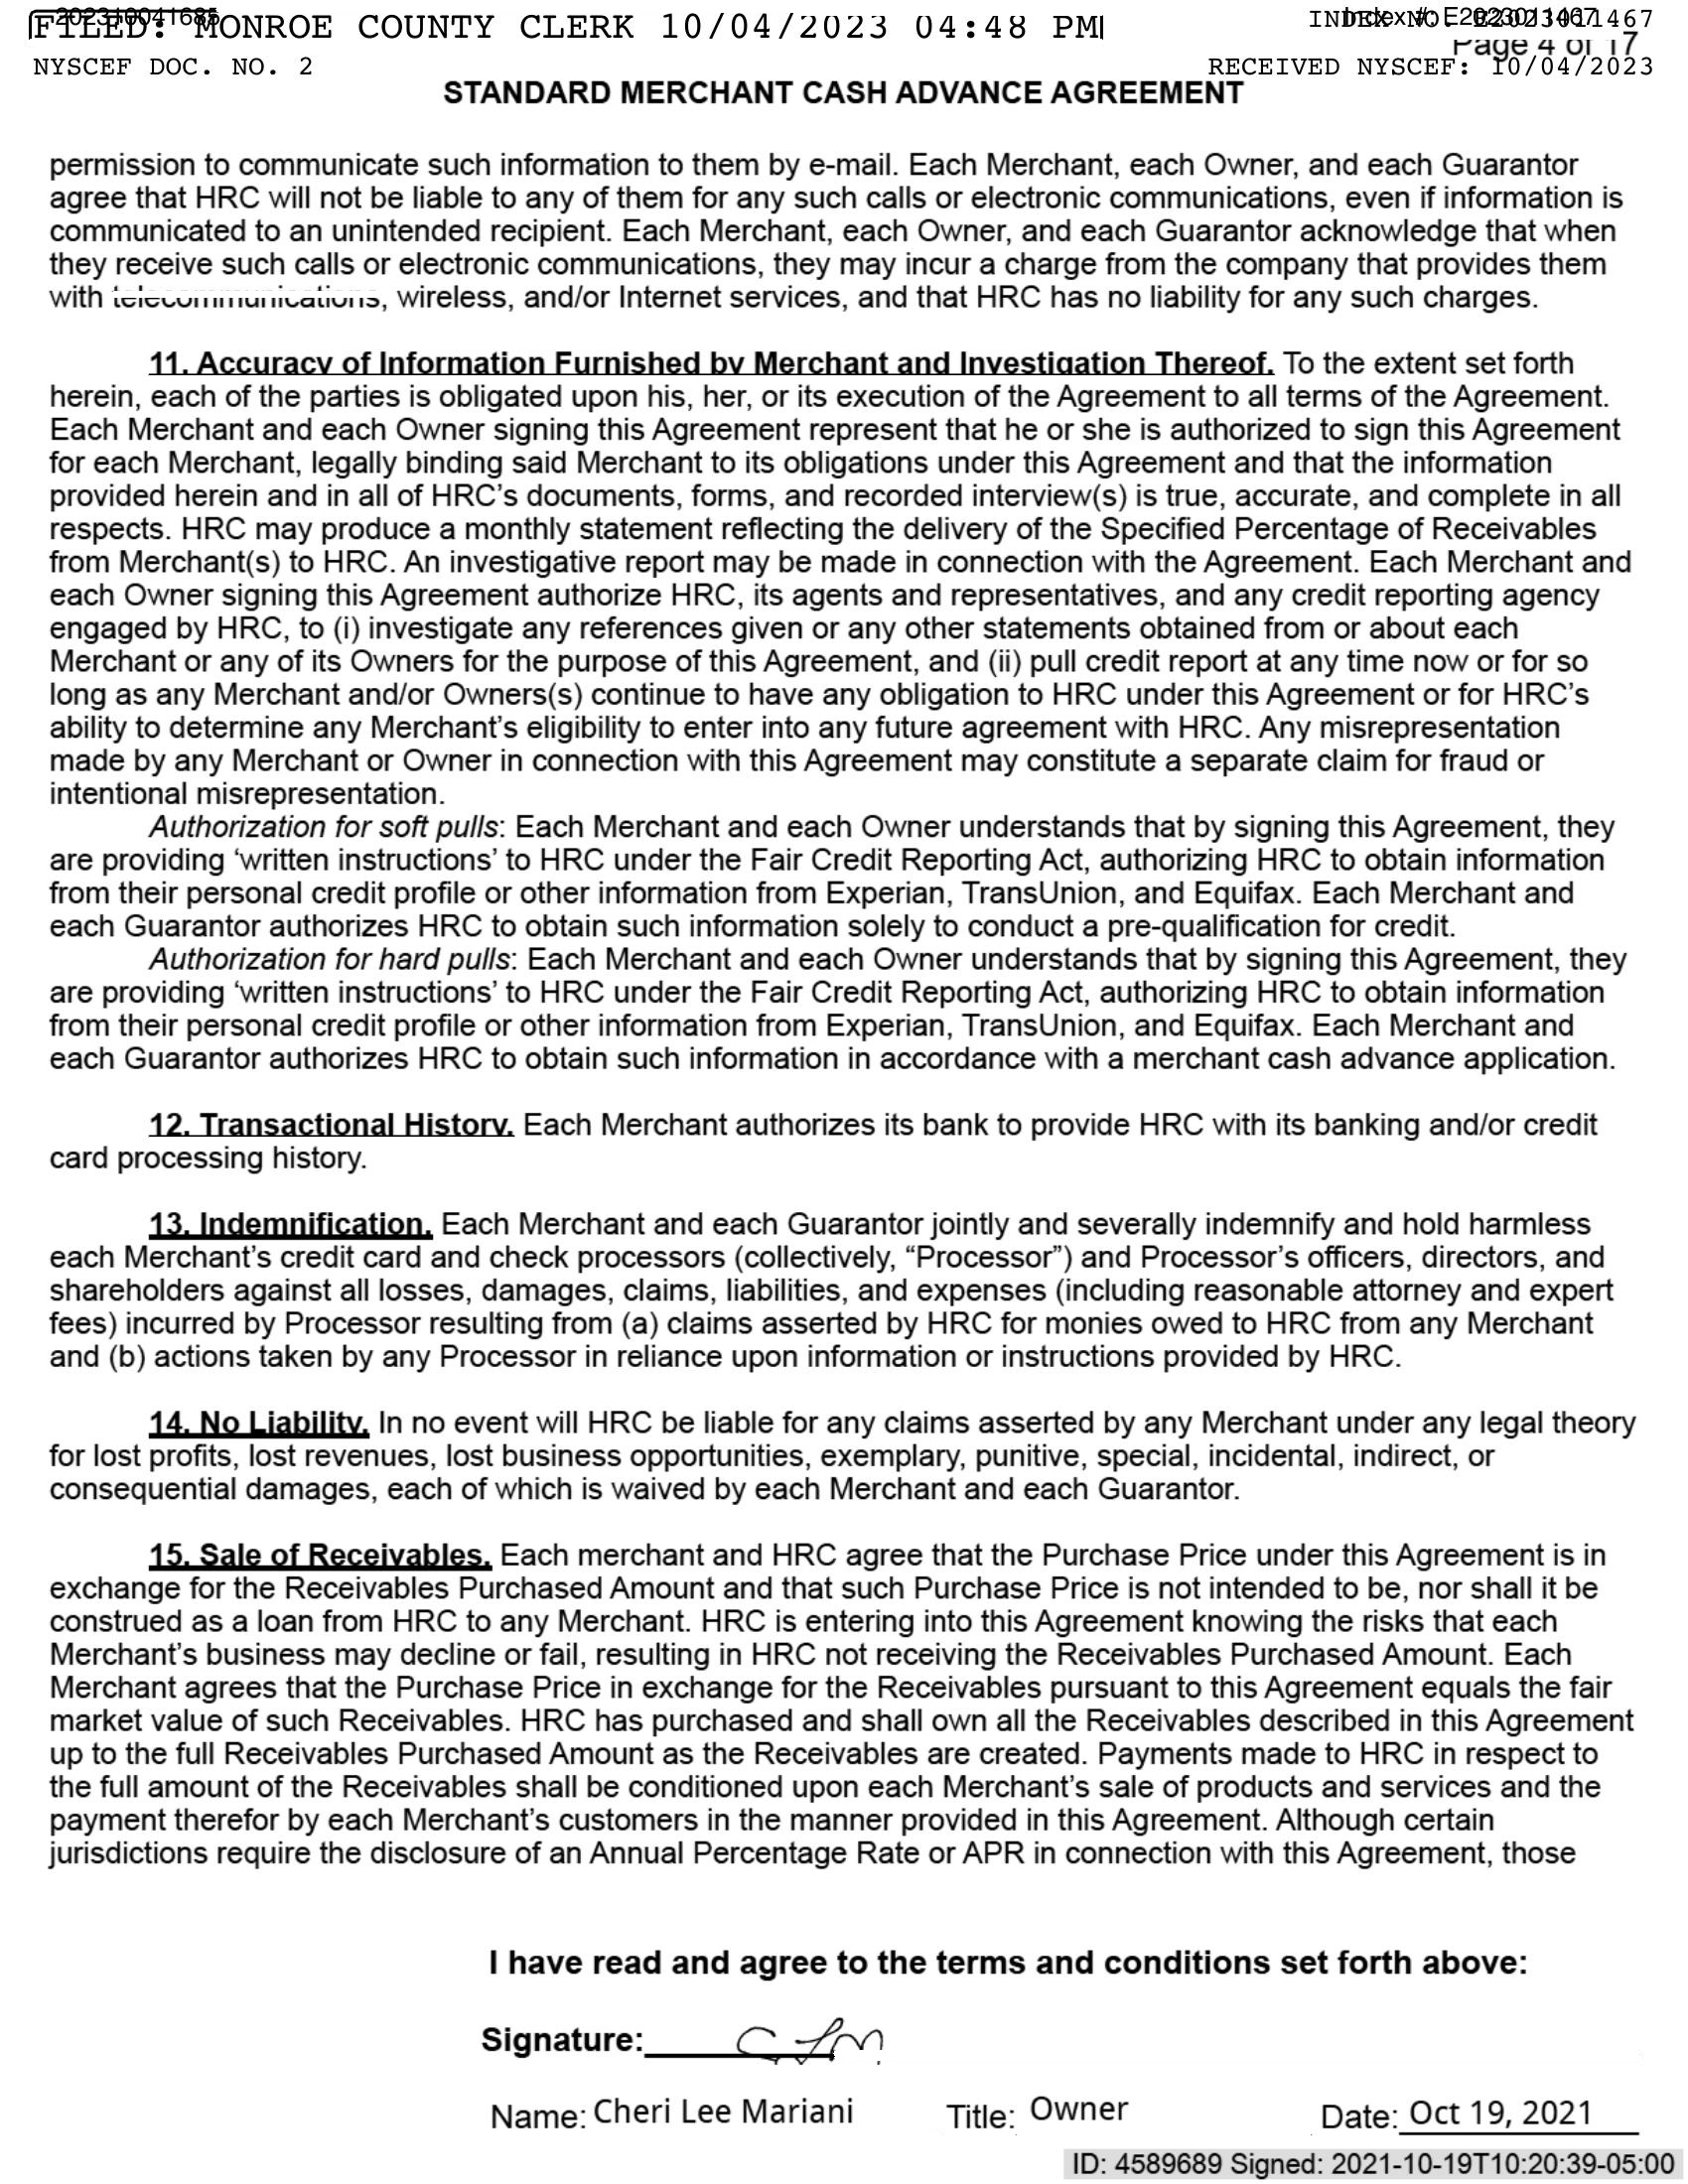 202310041685
FILED: MONROE COUNTY CLERK 10/04/2023 04:48 PM
INDEX NO. E2023011467
Index #: E2023011467
Page 4 of 17
NYSCEF DOC. NO. 2
RECEIVED NYSCEF: 10/04/2023
STANDARD MERCHANT CASH ADVANCE AGREEMENT
permission to communicate such information to them by e-mail. Each Merchant, each Owner, and each Guarantor
agree that HRC will not be liable to any of them for any such calls or electronic communications, even if information is
communicated to an unintended recipient. Each Merchant, each Owner, and each Guarantor acknowledge that when
they receive such calls or electronic communications, they may incur a charge from the company that provides them
with telecommunications, wireless, and/or Internet services, and that HRC has no liability for any such charges.
11. Accuracy of Information Furnished by Merchant and Investigation Thereof. To the extent set forth
herein, each of the parties is obligated upon his, her, or its execution of the Agreement to all terms of the Agreement.
Each Merchant and each Owner signing this Agreement represent that he or she is authorized to sign this Agreement
for each Merchant, legally binding said Merchant to its obligations under this Agreement and that the information
provided herein and in all of HRC's documents, forms, and recorded interview(s) is true, accurate, and complete in all
respects. HRC may produce a monthly statement reflecting the delivery of the Specified Percentage of Receivables
from Merchant(s) to HRC. An investigative report may be made in connection with the Agreement. Each Merchant and
each Owner signing this Agreement authorize HRC, its agents and representatives, and any credit reporting agency
engaged by HRC, to (i) investigate any references given or any other statements obtained from or about each
Merchant or any of its Owners for the purpose of this Agreement, and (ii) pull credit report at any time now or for so
long as any Merchant and/or Owners(s) continue to have any obligation to HRC under this Agreement or for HRC's
ability to determine any Merchant's eligibility to enter into any future agreement with HRC. Any misrepresentation
made by any Merchant or Owner in connection with this Agreement may constitute a separate claim for fraud or
intentional misrepresentation.
Authorization for soft pulls: Each Merchant and each Owner understands that by signing this Agreement, they
are providing ‘written instructions’ to HRC under the Fair Credit Reporting Act, authorizing HRC to obtain information
from their personal credit profile or other information from Experian, TransUnion, and Equifax. Each Merchant and
each Guarantor authorizes HRC to obtain such information solely to conduct a pre-qualification for credit.
Authorization for hard pulls: Each Merchant and each Owner understands that by signing this Agreement, they
are providing ‘written instructions’ to HRC under the Fair Credit Reporting Act, authorizing HRC to obtain information
from their personal credit profile or other information from Experian, TransUnion, and Equifax. Each Merchant and
each Guarantor authorizes HRC to obtain such information in accordance with a merchant cash advance application.
12. Transactional History. Each Merchant authorizes its bank to provide HRC with its banking and/or credit
card processing history.
13. Indemnification. Each Merchant and each Guarantor jointly and severally indemnify and hold harmless
each Merchant's credit card and check processors (collectively, “Processor”) and Processor's officers, directors, and
shareholders against all losses, damages, claims, liabilities, and expenses (including reasonable attorney and expert
fees) incurred by Processor resulting from (a) claims asserted by HRC for monies owed to HRC from any Merchant
and (b) actions taken by any Processor in reliance upon information or instructions provided by HRC.
14. No Liability. In no event will HRC be liable for any claims asserted by any Merchant under any legal theory
for lost profits, lost revenues, lost business opportunities, exemplary, punitive, special, incidental, indirect, or
consequential damages, each of which is waived by each Merchant and each Guarantor.
15. Sale of Receivables. Each merchant and HRC agree that the Purchase Price under this Agreement is in
exchange for the Receivables Purchased Amount and that such Purchase Price is not intended to be, nor shall it be
construed as a loan from HRC to any Merchant. HRC is entering into this Agreement knowing the risks that each
Merchant's business may decline or fail, resulting in HRC not receiving the Receivables Purchased Amount. Each
Merchant agrees that the Purchase Price in exchange for the Receivables pursuant to this Agreement equals the fair
market value of such Receivables. HRC has purchased and shall own all the Receivables described in this Agreement
up to the full Receivables Purchased Amount as the Receivables are created. Payments made to HRC in respect to
the full amount of the Receivables shall be conditioned upon each Merchant's sale of products and services and the
payment therefor by each Merchant's customers in the manner provided in this Agreement. Although certain
jurisdictions require the disclosure of an Annual Percentage Rate or APR in connection with this Agreement, those
I have read and agree to the terms and conditions set forth above:
Signature:
Name: Cheri Lee Mariani Title: Owner Date: Oct 19, 2021
ID: 4589689 Signed: 2021-10-19T10:20:39-05:00